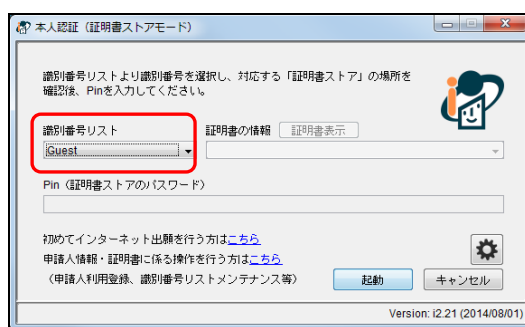 本人認証（証明書ストアモード）
識別番号リストより識別番号を選択し、対応する「証明書ストア」の場所を
確認後、Pinを入力してください。
識別番号リスト 証明書の情報 証明書表示
Guest
Pin（証明書ストアのパスワード）
初めてインターネット出願を行う方はこちら
申請人情報・証明書に係る操作を行う方はこちら
（申請人利用登録、識別番号リストメンテナンス等） 起動 キャンセル
Version: i2.21 (2014/08/01)